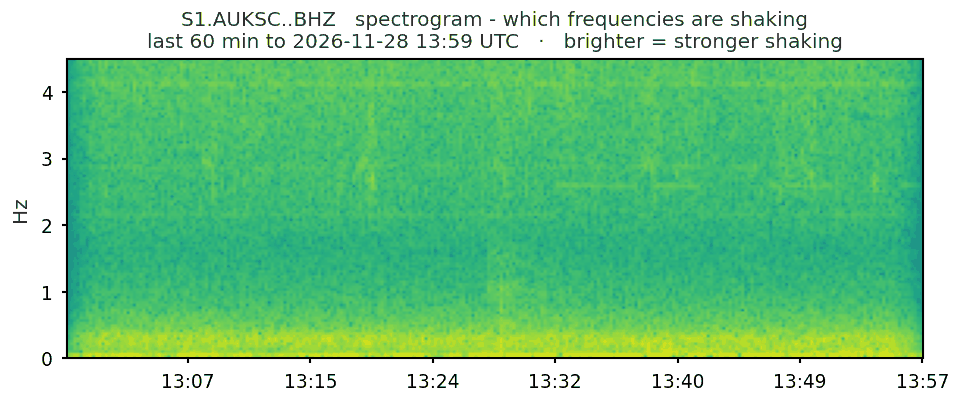 S1.AUKSC..BHZ   spectrogram - which frequencies are shaking
last 60 min to 2026-11-28 13:59 UTC   ·   brighter = stronger shaking
4
3
Hz
2
1
0
13:07 13:15 13:24 13:32 13:40 13:49 13:57